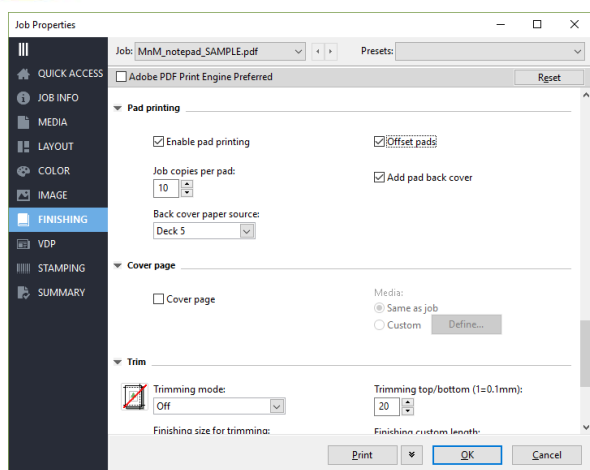 Job Properties
Job: MnM_notepad_SAMPLE.pdf Presets:
QUICK ACCESS
JOB INFO
MEDIA
LAYOUT
COLOR
IMAGE
FINISHING
VDP
STAMPING
SUMMARY
Adobe PDF Print Engine Preferred Reset
Pad printing
Enable pad printing Offset pads
Job copies per pad:
10
Add pad back cover
Back cover paper source:
Deck 5
Cover page
Cover page
Media:
Same as job
Custom Define...
Trim
Trimming mode: Trimming top/bottom (1=0.1mm):
Off 20
Finishing size for trimming: Finishing custom length:
Print OK Cancel